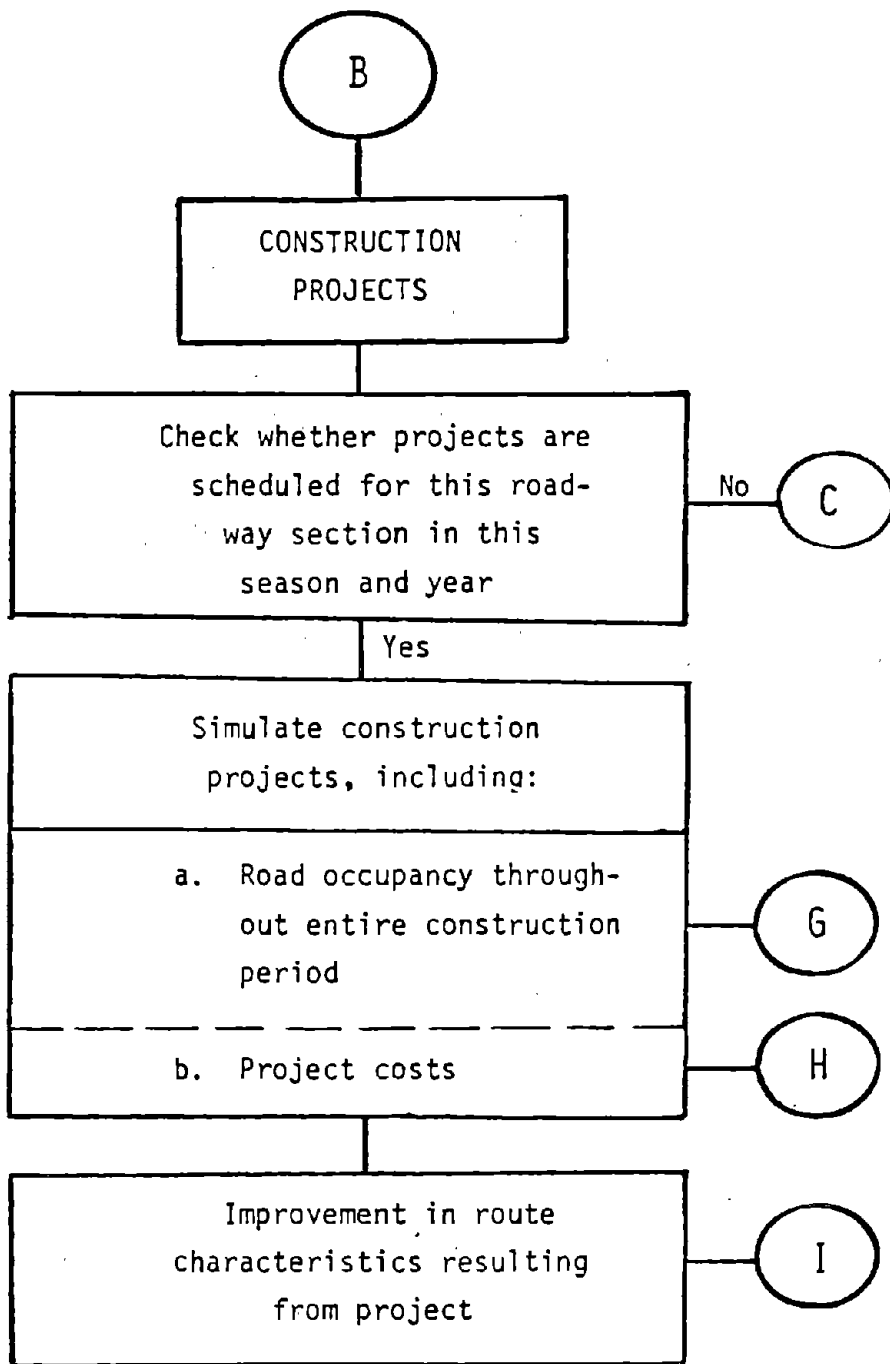 B
CONSTRUCTION
PROJECTS
Check whether projects are
scheduled for this road-
way section in this
season and year
No
C
Yes
Simulate construction
projects, including:
a. Road occupancy through-
out entire construction
period
G
b. Project costs
H
Improvement in route
characteristics resulting
from project
I